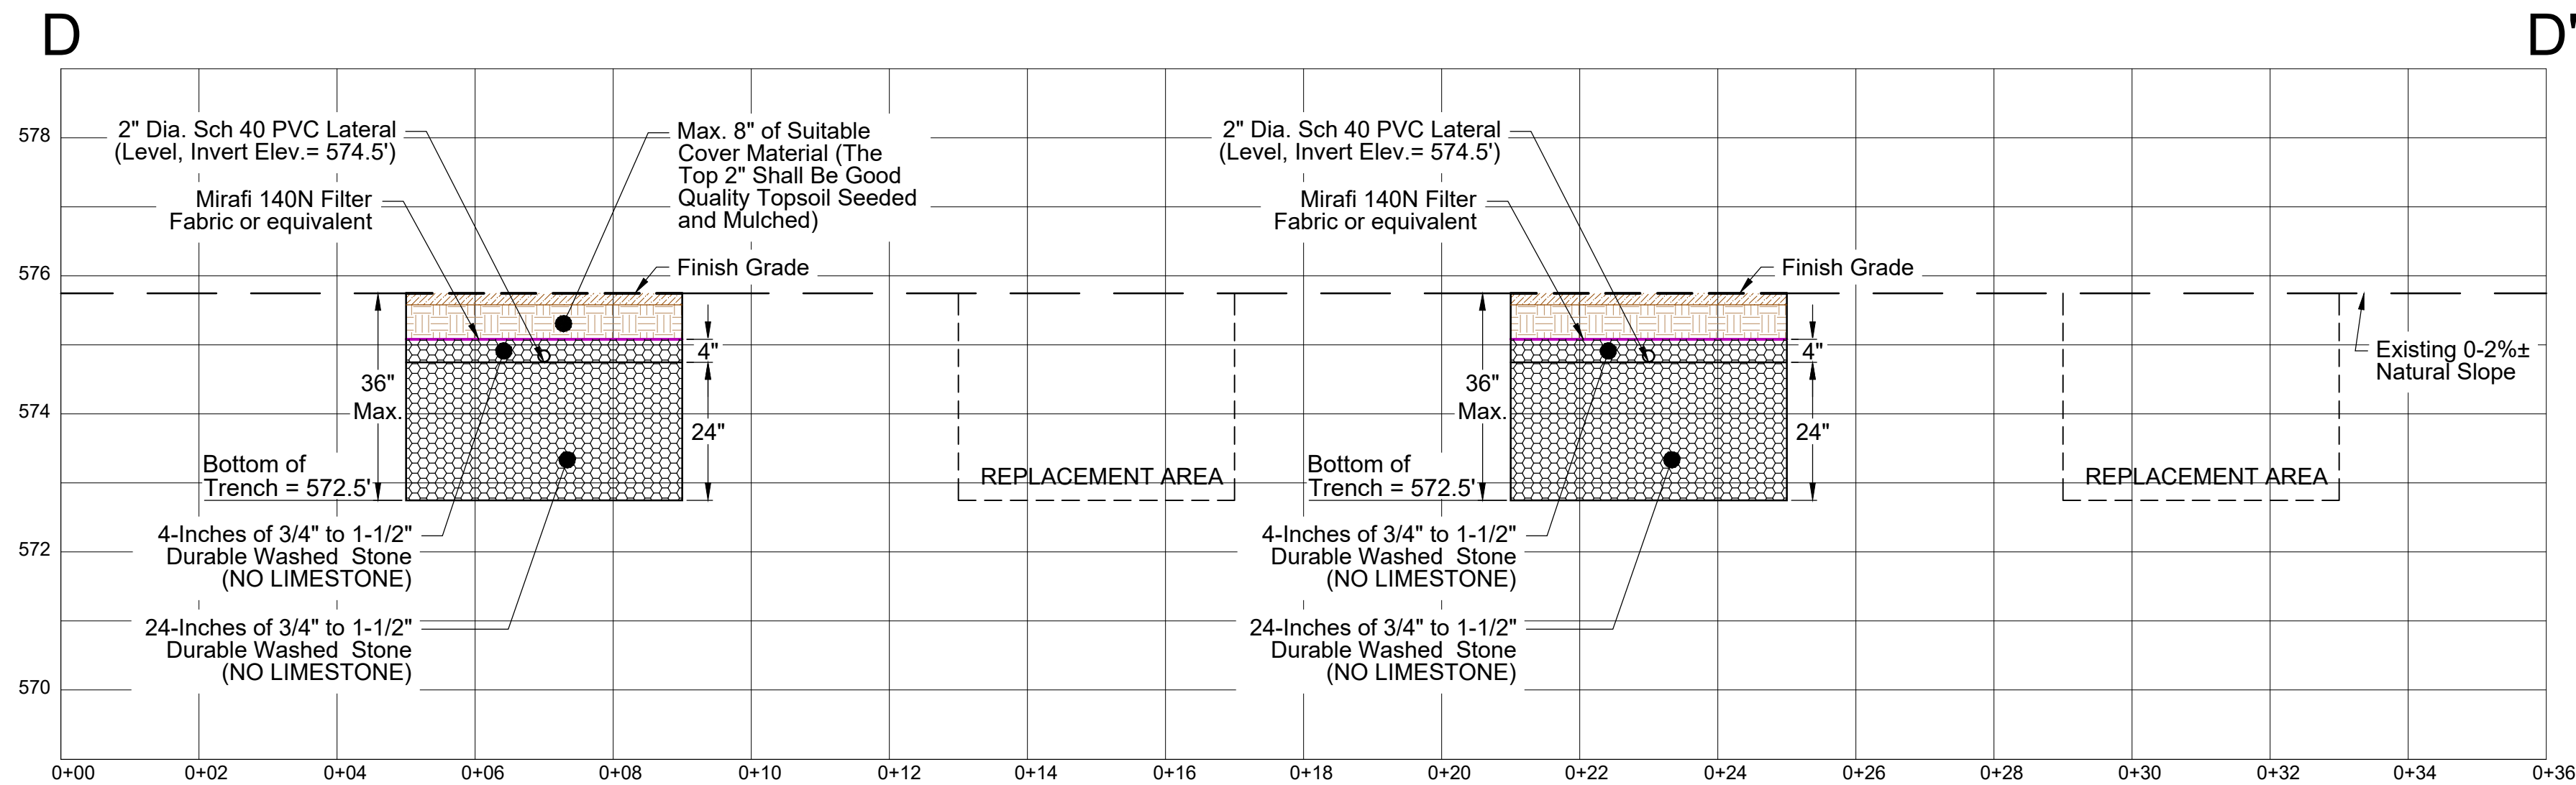 D
D'
578
576
574
572
570
2" Dia. Sch 40 PVC Lateral
(Level, Invert Elev.= 574.5')
Mirafi 140N Filter
Fabric or equivalent
Max. 8" of Suitable
Cover Material (The
Top 2" Shall Be Good
Quality Topsoil Seeded
and Mulched)
Finish Grade
36"
Max.
4"
24"
Bottom of
Trench = 572.5'
4-Inches of 3/4" to 1-1/2"
Durable Washed  Stone
(NO LIMESTONE)
24-Inches of 3/4" to 1-1/2"
Durable Washed  Stone
(NO LIMESTONE)
REPLACEMENT AREA
2" Dia. Sch 40 PVC Lateral
(Level, Invert Elev.= 574.5')
Mirafi 140N Filter
Fabric or equivalent
Finish Grade
36"
Max.
4"
24"
Bottom of
Trench = 572.5'
4-Inches of 3/4" to 1-1/2"
Durable Washed  Stone
(NO LIMESTONE)
24-Inches of 3/4" to 1-1/2"
Durable Washed  Stone
(NO LIMESTONE)
REPLACEMENT AREA
Existing 0-2%±
Natural Slope
0+00 0+02 0+04 0+06 0+08 0+10 0+12 0+14 0+16 0+18 0+20 0+22 0+24 0+26 0+28 0+30 0+32 0+34 0+36